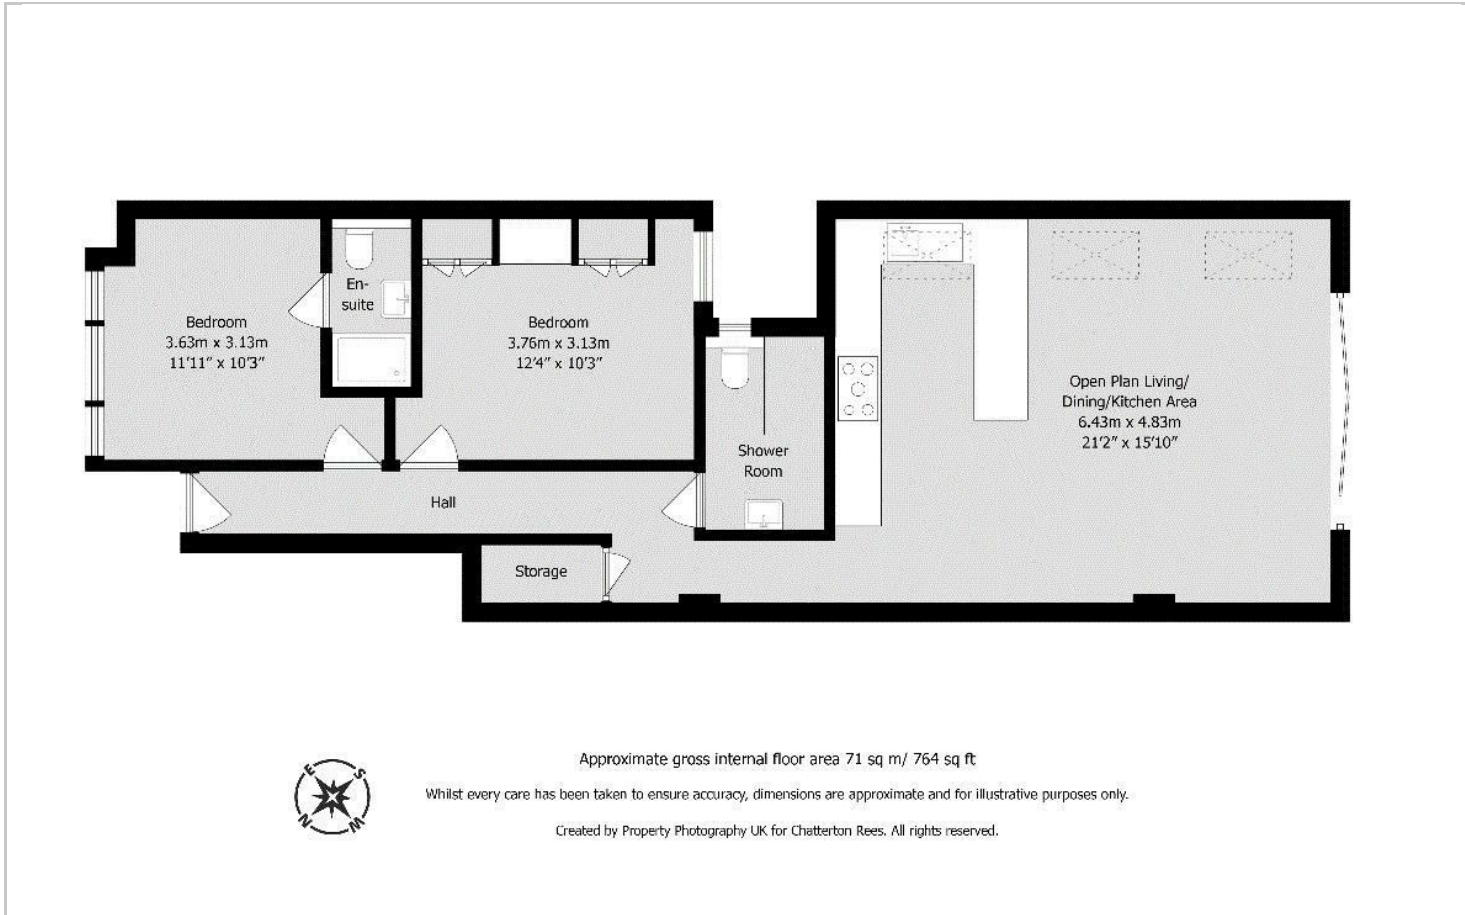 Bedroom
3.63m x 3.13m
11'11" x 10'3"
En-
suite
Bedroom
3.76m x 3.13m
12'4" x 10'3"
Shower
Room
Open Plan Living/
Dining/Kitchen Area
6.43m x 4.83m
21'2" x 15'10"
Hall
Storage
E
S
N
W
Approximate gross internal floor area 71 sq m/ 764 sq ft
Whilst every care has been taken to ensure accuracy, dimensions are approximate and for illustrative purposes only.
Created by Property Photography UK for Chatterton Rees. All rights reserved.